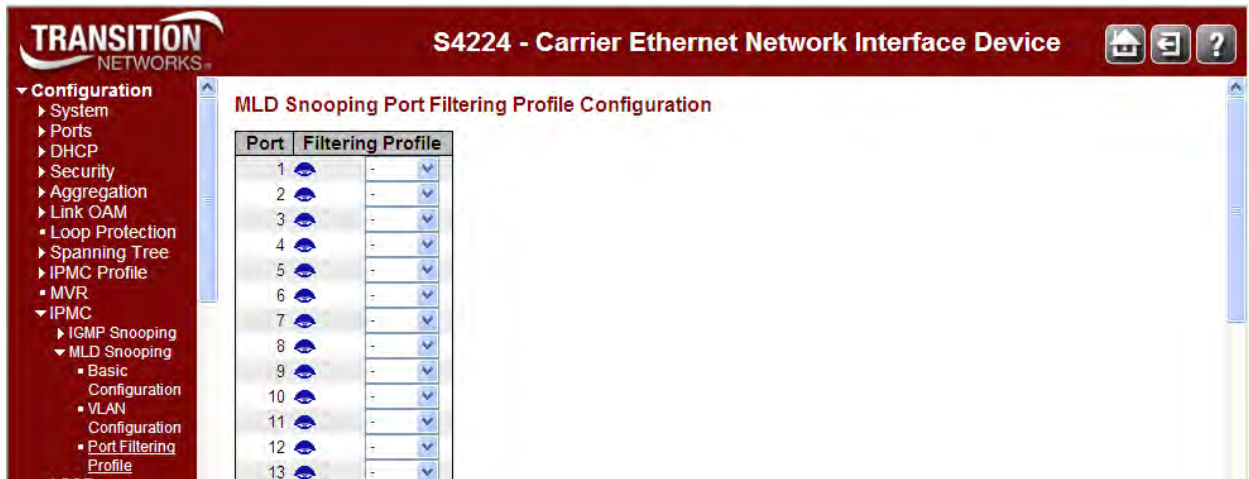 TRANSITION
NETWORKS
S4224 - Carrier Ethernet Network Interface Device
?
Configuration
System
Ports
DHCP
Security
Aggregation
Link OAM
Loop Protection
Spanning Tree
IPMC Profile
MVR
IPMC
IGMP Snooping
MLD Snooping
Basic
Configuration
VLAN
Configuration
Port Filtering
Profile
MLD Snooping Port Filtering Profile Configuration
Port Filtering Profile
1 -
2 -
3 -
4 -
5 -
6 -
7 -
8 -
9 -
10 -
11 -
12 -
13 -